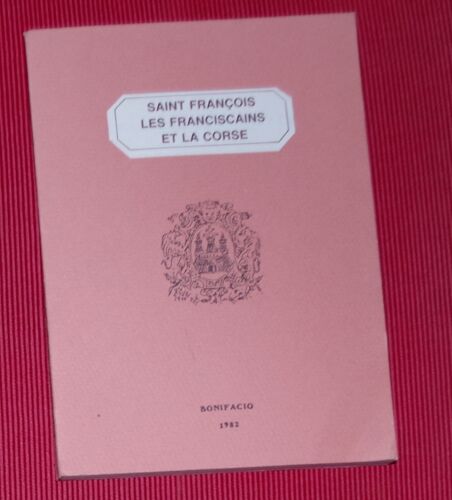 SAINT FRANÇOIS
LES FRANCISCAINS
ET LA CORSE
BONIFACIO
1982